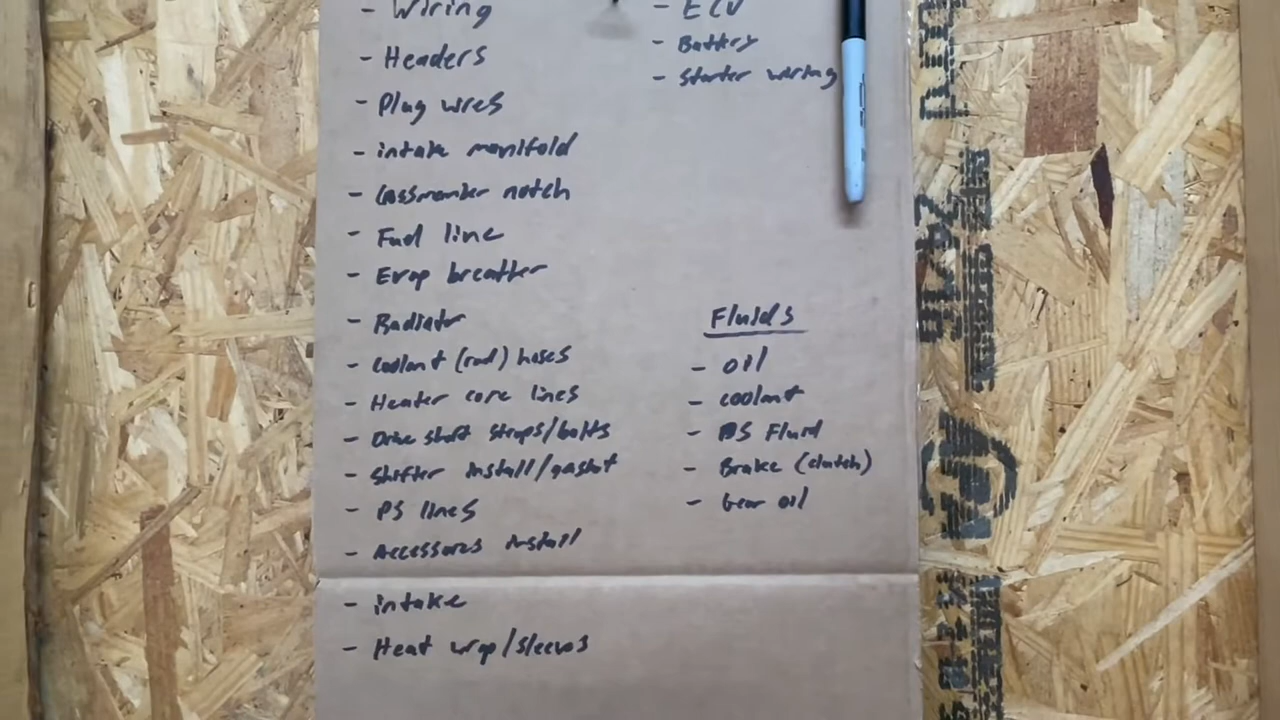 - Wiring
- Headers
- Plug wires
- intake manifold
- Crossmember notch
- Fuel line
- Evap breather
- Radiator
- coolant (rad) hoses
- Heater core lines
- Drive shaft straps/bolts
- Shifter install/gasket
- PS lines
- Accessories install
- intake
- Heat wrap/sleeves
- ECU
- Battery
- Starter wiring
Fluids
- oil
- coolant
- PS Fluid
- Brake (clutch)
- Gear oil